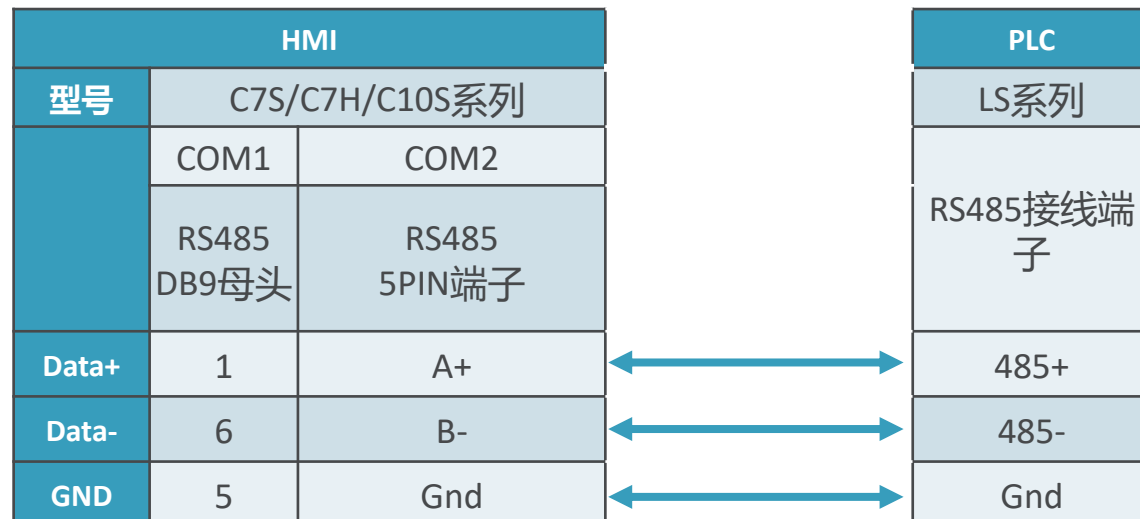 HMI
PLC
型号
C7S/C7H/C10S系列
LS系列
COM1
COM2
RS485
DB9母头
RS485
5PIN端子
RS485接线端
子
Data+
1
A+
485+
Data-
6
B-
485-
GND
5
Gnd
Gnd